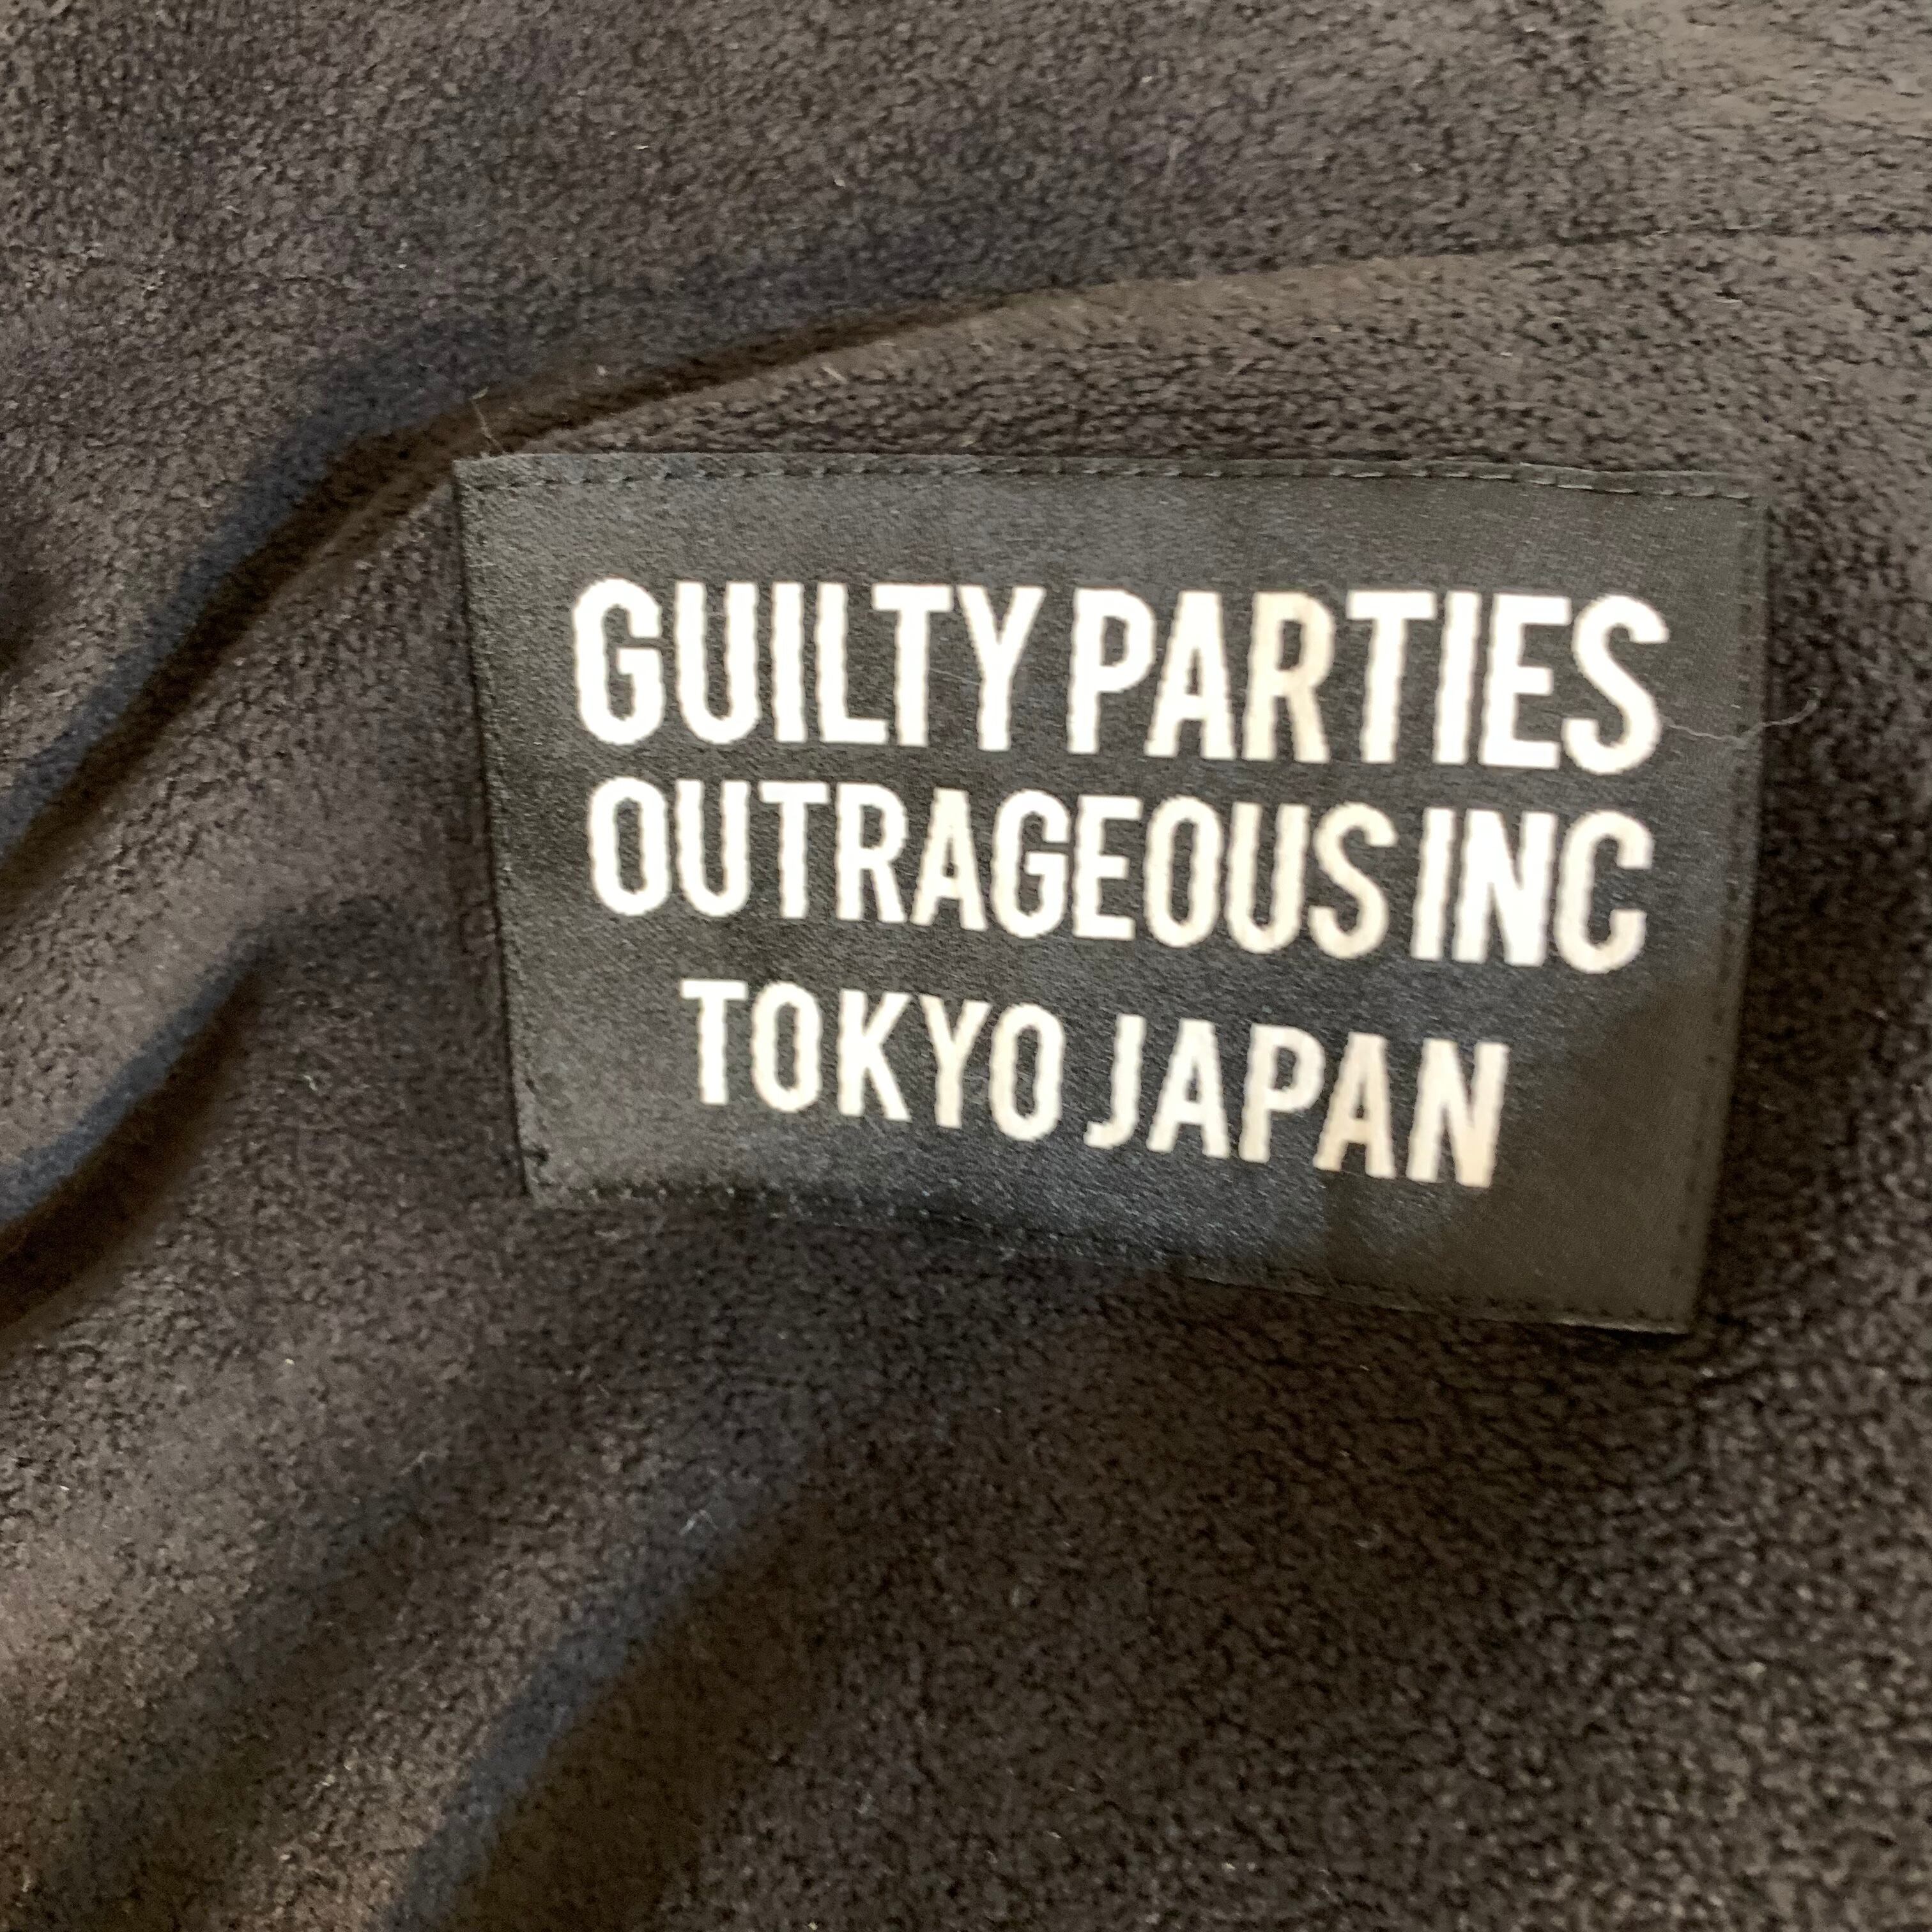 GUILTY PARTIES
OUTRAGEOUS INC
TOKYO JAPAN